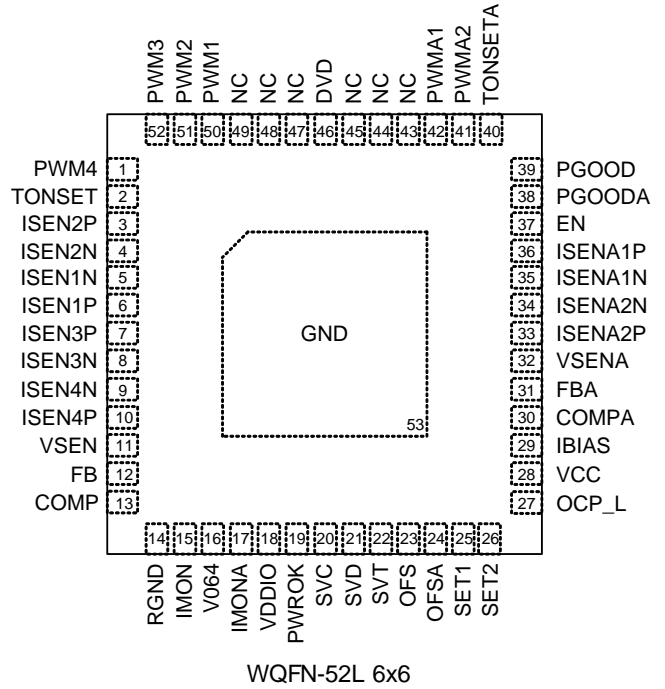 PWM3 PWM2 PWM1 NC NC NC DVD NC NC NC PWMA1 PWMA2 TONSETA
52 51 50 49 48 47 46 45 44 43 42 41 40
PWM4 1
TONSET 2
ISEN2P 3
ISEN2N 4
ISEN1N 5
ISEN1P 6
ISEN3P 7
ISEN3N 8
ISEN4N 9
ISEN4P 10
VSEN 11
FB 12
COMP 13
GND
53
39 PGOOD
38 PGOODA
37 EN
36 ISENA1P
35 ISENA1N
34 ISENA2N
33 ISENA2P
32 VSENA
31 FBA
30 COMPA
29 IBIAS
28 VCC
27 OCP_L
14 15 16 17 18 19 20 21 22 23 24 25 26
RGND IMON V064 IMONA VDDIO PWROK SVC SVD SVT OFS OFSA SET1 SET2
WQFN-52L 6x6